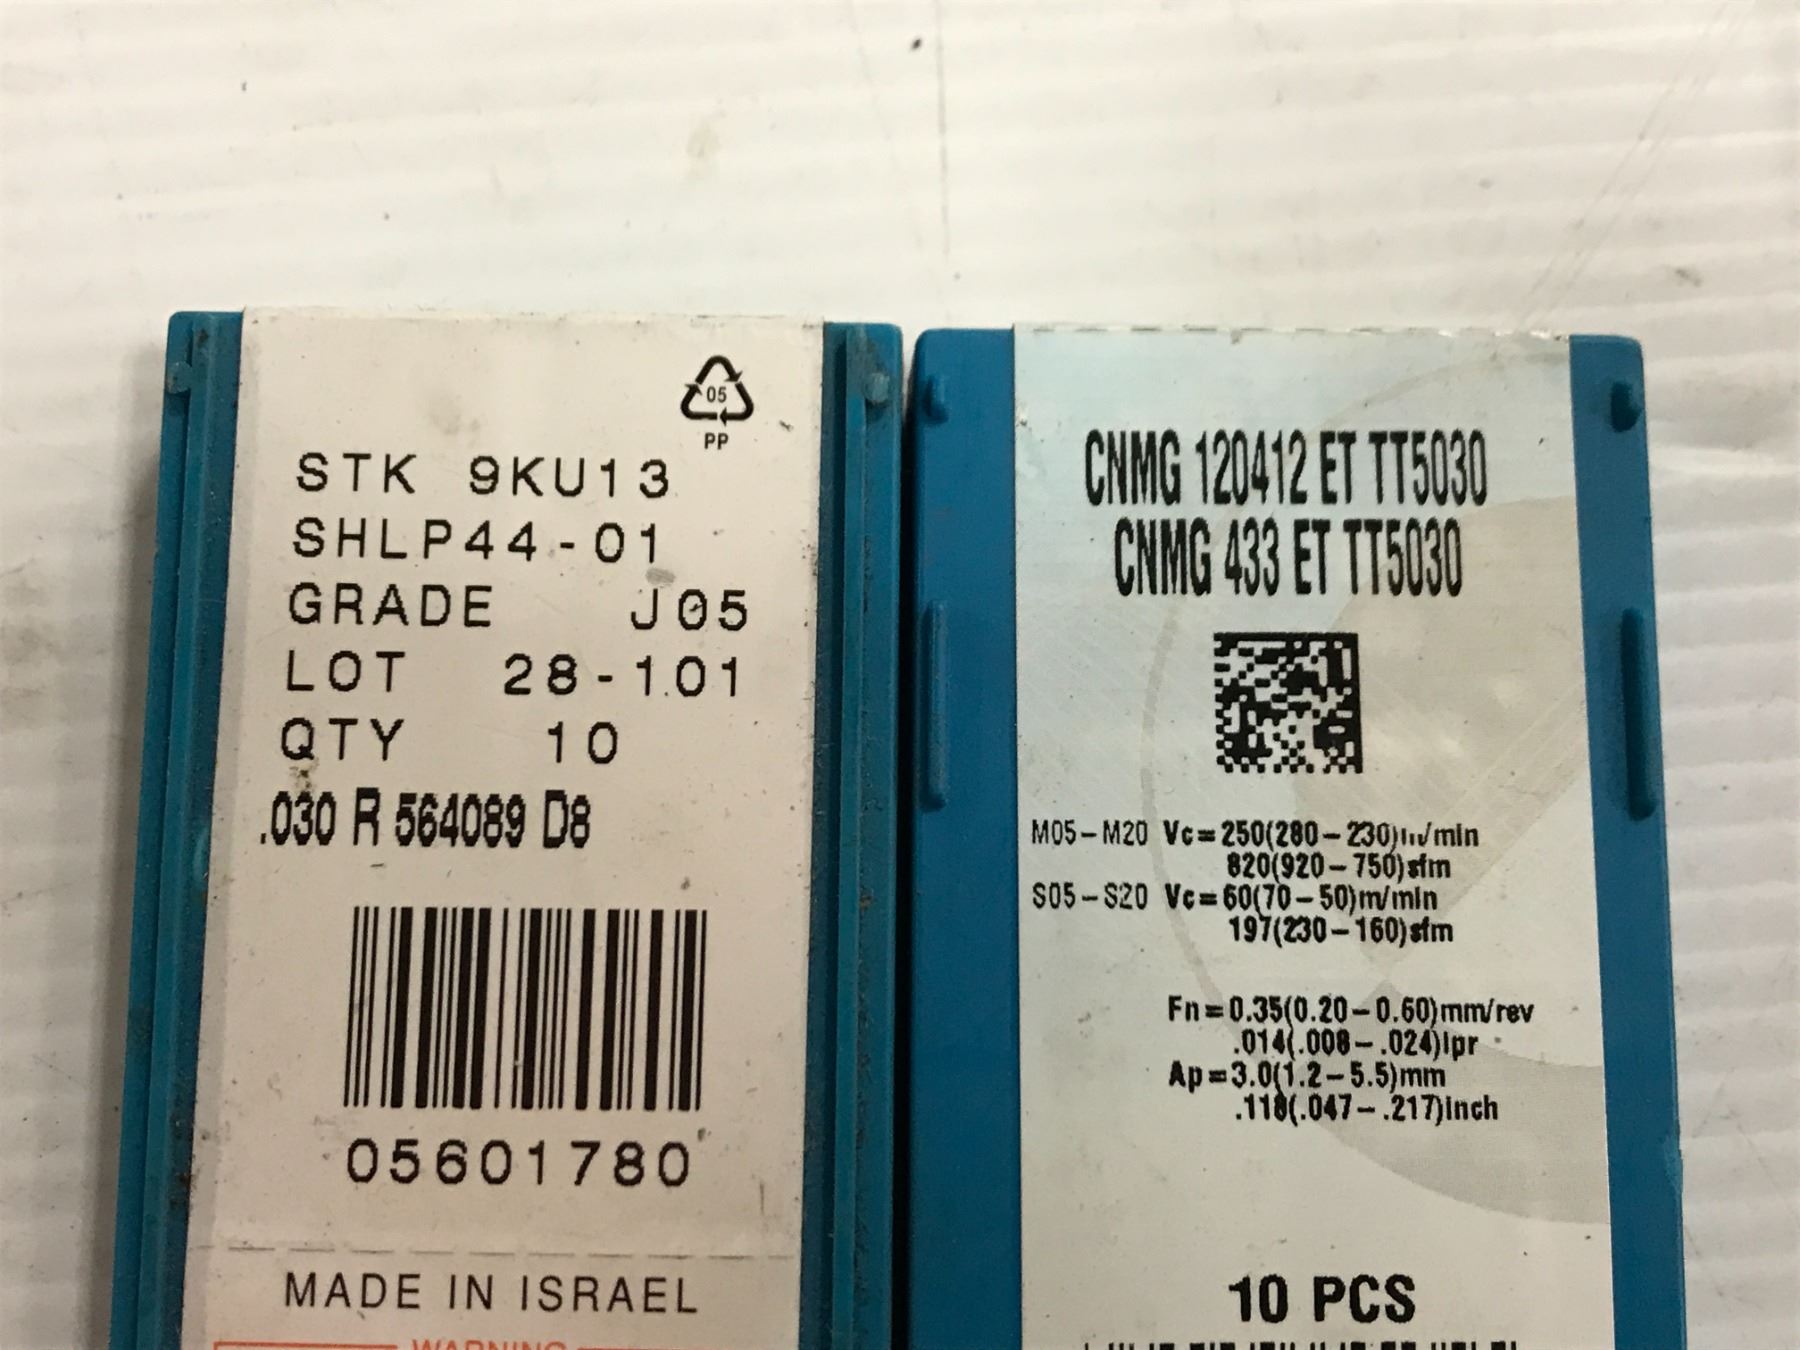 05
PP
STK 9KU13
SHLP44-01
GRADE J05
LOT 28-101
QTY 10
.030 R 564089 D8
05601780
MADE IN ISRAEL
WARNING
CNMG 120412 ET TT5030
CNMG 433 ET TT5030
M05-M20 Vc=250(280-230)m/min
820(920-750)sfm
S05-S20 Vc=60(70-50)m/min
197(230-160)sfm
Fn=0.35(0.20-0.60)mm/rev
.014(.008-.024)ipr
Ap=3.0(1.2-5.5)mm
.118(.047-.217)inch
10 PCS